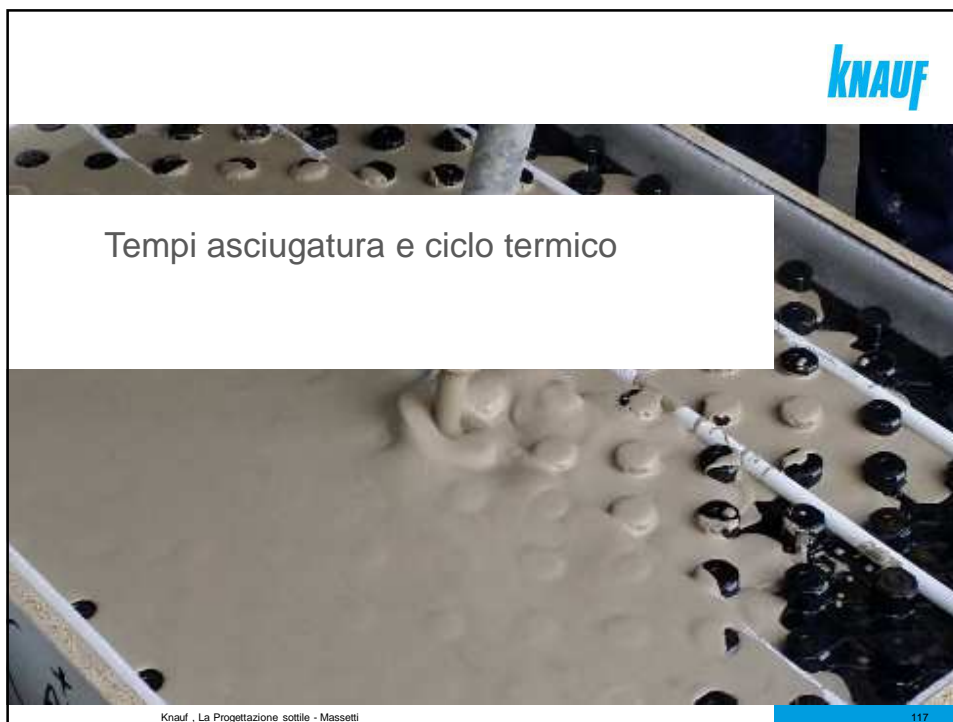 KNAUF
Tempi asciugatura e ciclo termico
Knauf , La Progettazione sottile - Massetti
117